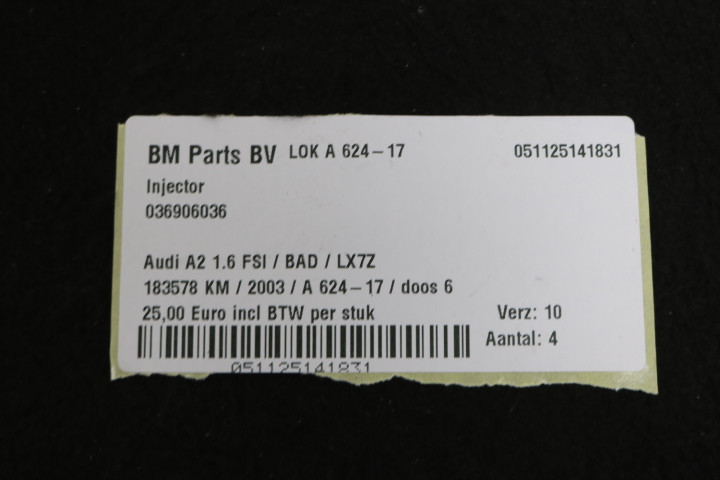 BM Parts BV LOK A 624-17 051125141831
Injector
036906036
Audi A2 1.6 FSI / BAD / LX7Z
183578 KM / 2003 / A 624-17 / doos 6
25,00 Euro incl BTW per stuk Verz: 10
Aantal: 4
051125141831